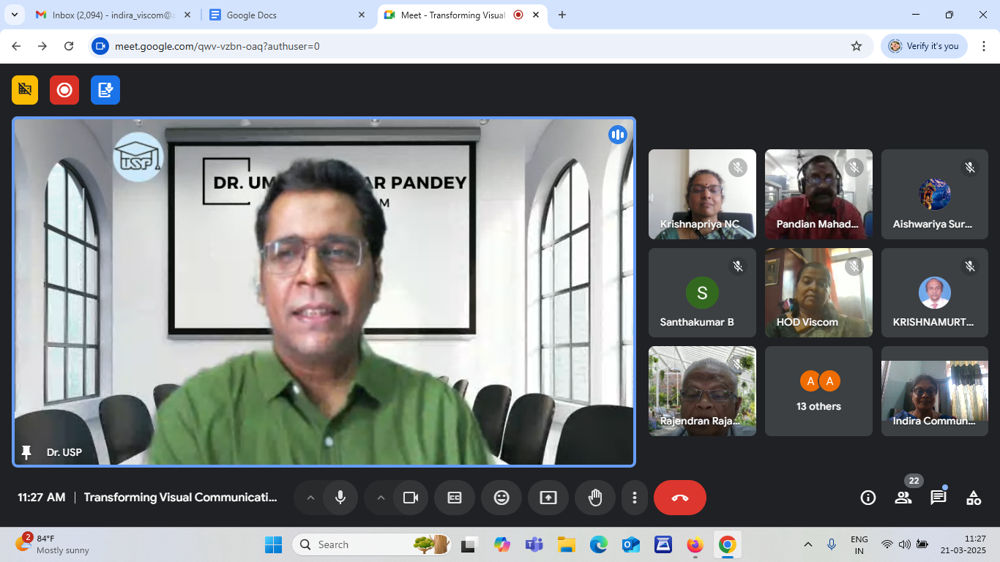 Inbox (2,094) - indira_viscom@
Google Docs
Meet - Transforming Visual
meet.google.com/qwv-vzbn-oaq?authuser=0
Verify it's you
USP
DR. UM AR PANDEY
M
Dr. USP
Krishnapriya NC
Pandian Mahad...
Aishwariya Sur...
S
Santhakumar B
HOD Viscom
KRISHNAMURT...
Rajendran Raja...
A A
13 others
Indira Commun...
11:27 AM | Transforming Visual Communicati...
CC
22
2
84°F
Mostly sunny
Search
ENG
IN
11:27
21-03-2025